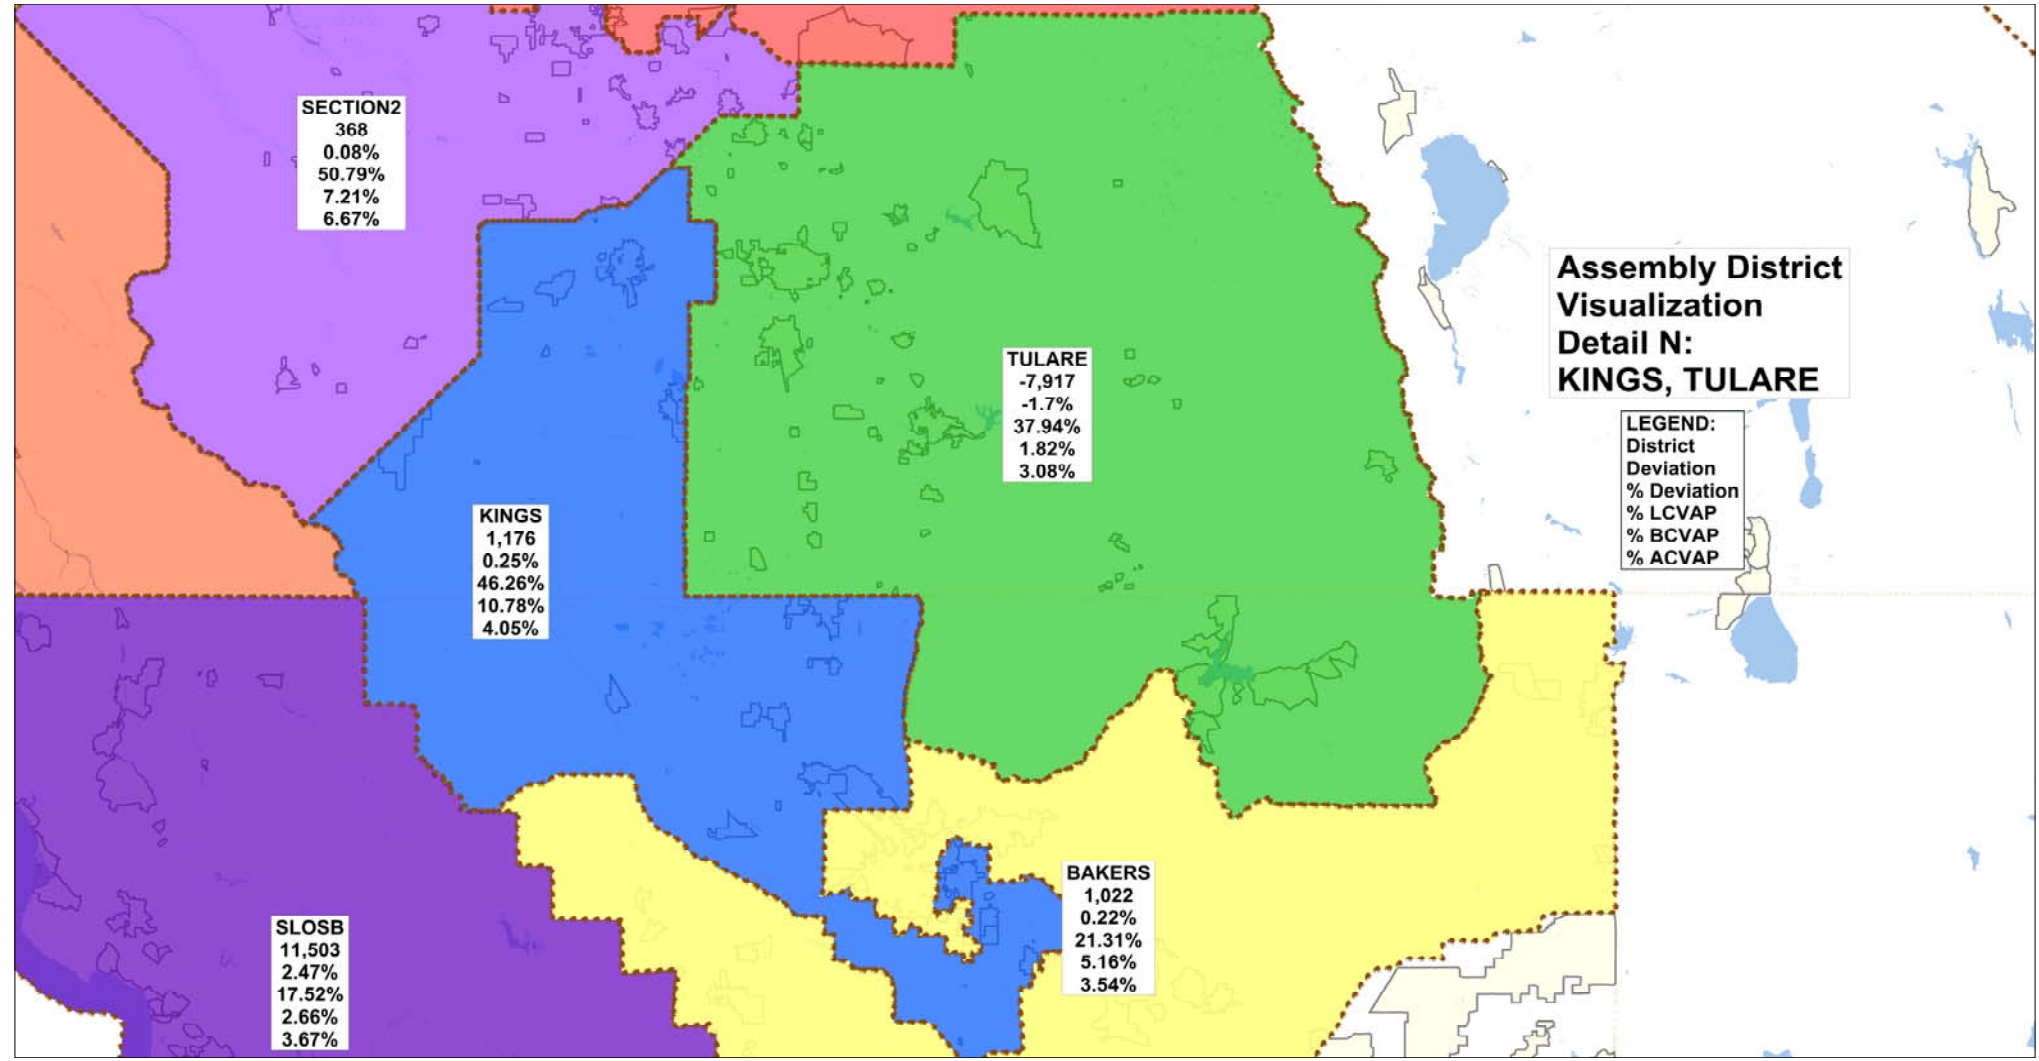 SECTION2
368
0.08%
50.79%
7.21%
6.67%
Assembly District
Visualization
Detail N:
KINGS, TULARE
TULARE
-7,917
-1.7%
37.94%
1.82%
3.08%
LEGEND:
District
Deviation
% Deviation
% LCVAP
% BCVAP
% ACVAP
KINGS
1,176
0.25%
46.26%
10.78%
4.05%
BAKERS
1,022
0.22%
21.31%
5.16%
3.54%
SLOSB
11,503
2.47%
17.52%
2.66%
3.67%